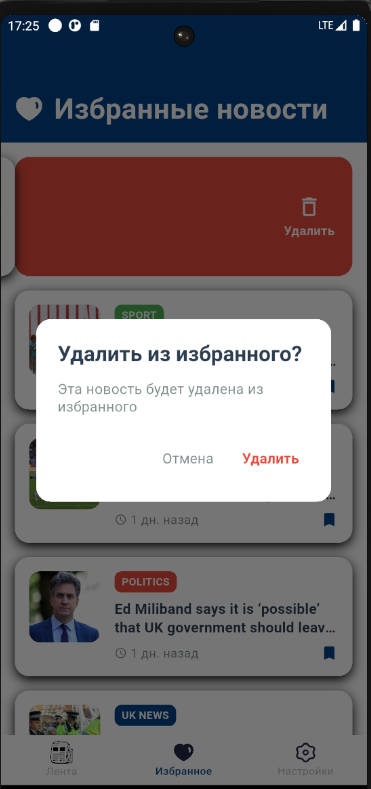 17:25
LTE
Избранные новости
Удалить
SPORT
Удалить из избранного?
Эта новость будет удалена из
избранного
Отмена
Удалить
1 дн. назад
POLITICS
Ed Miliband says it is ‘possible’
that UK government should leav...
1 дн. назад
UK NEWS
Лента
Избранное
Настройки